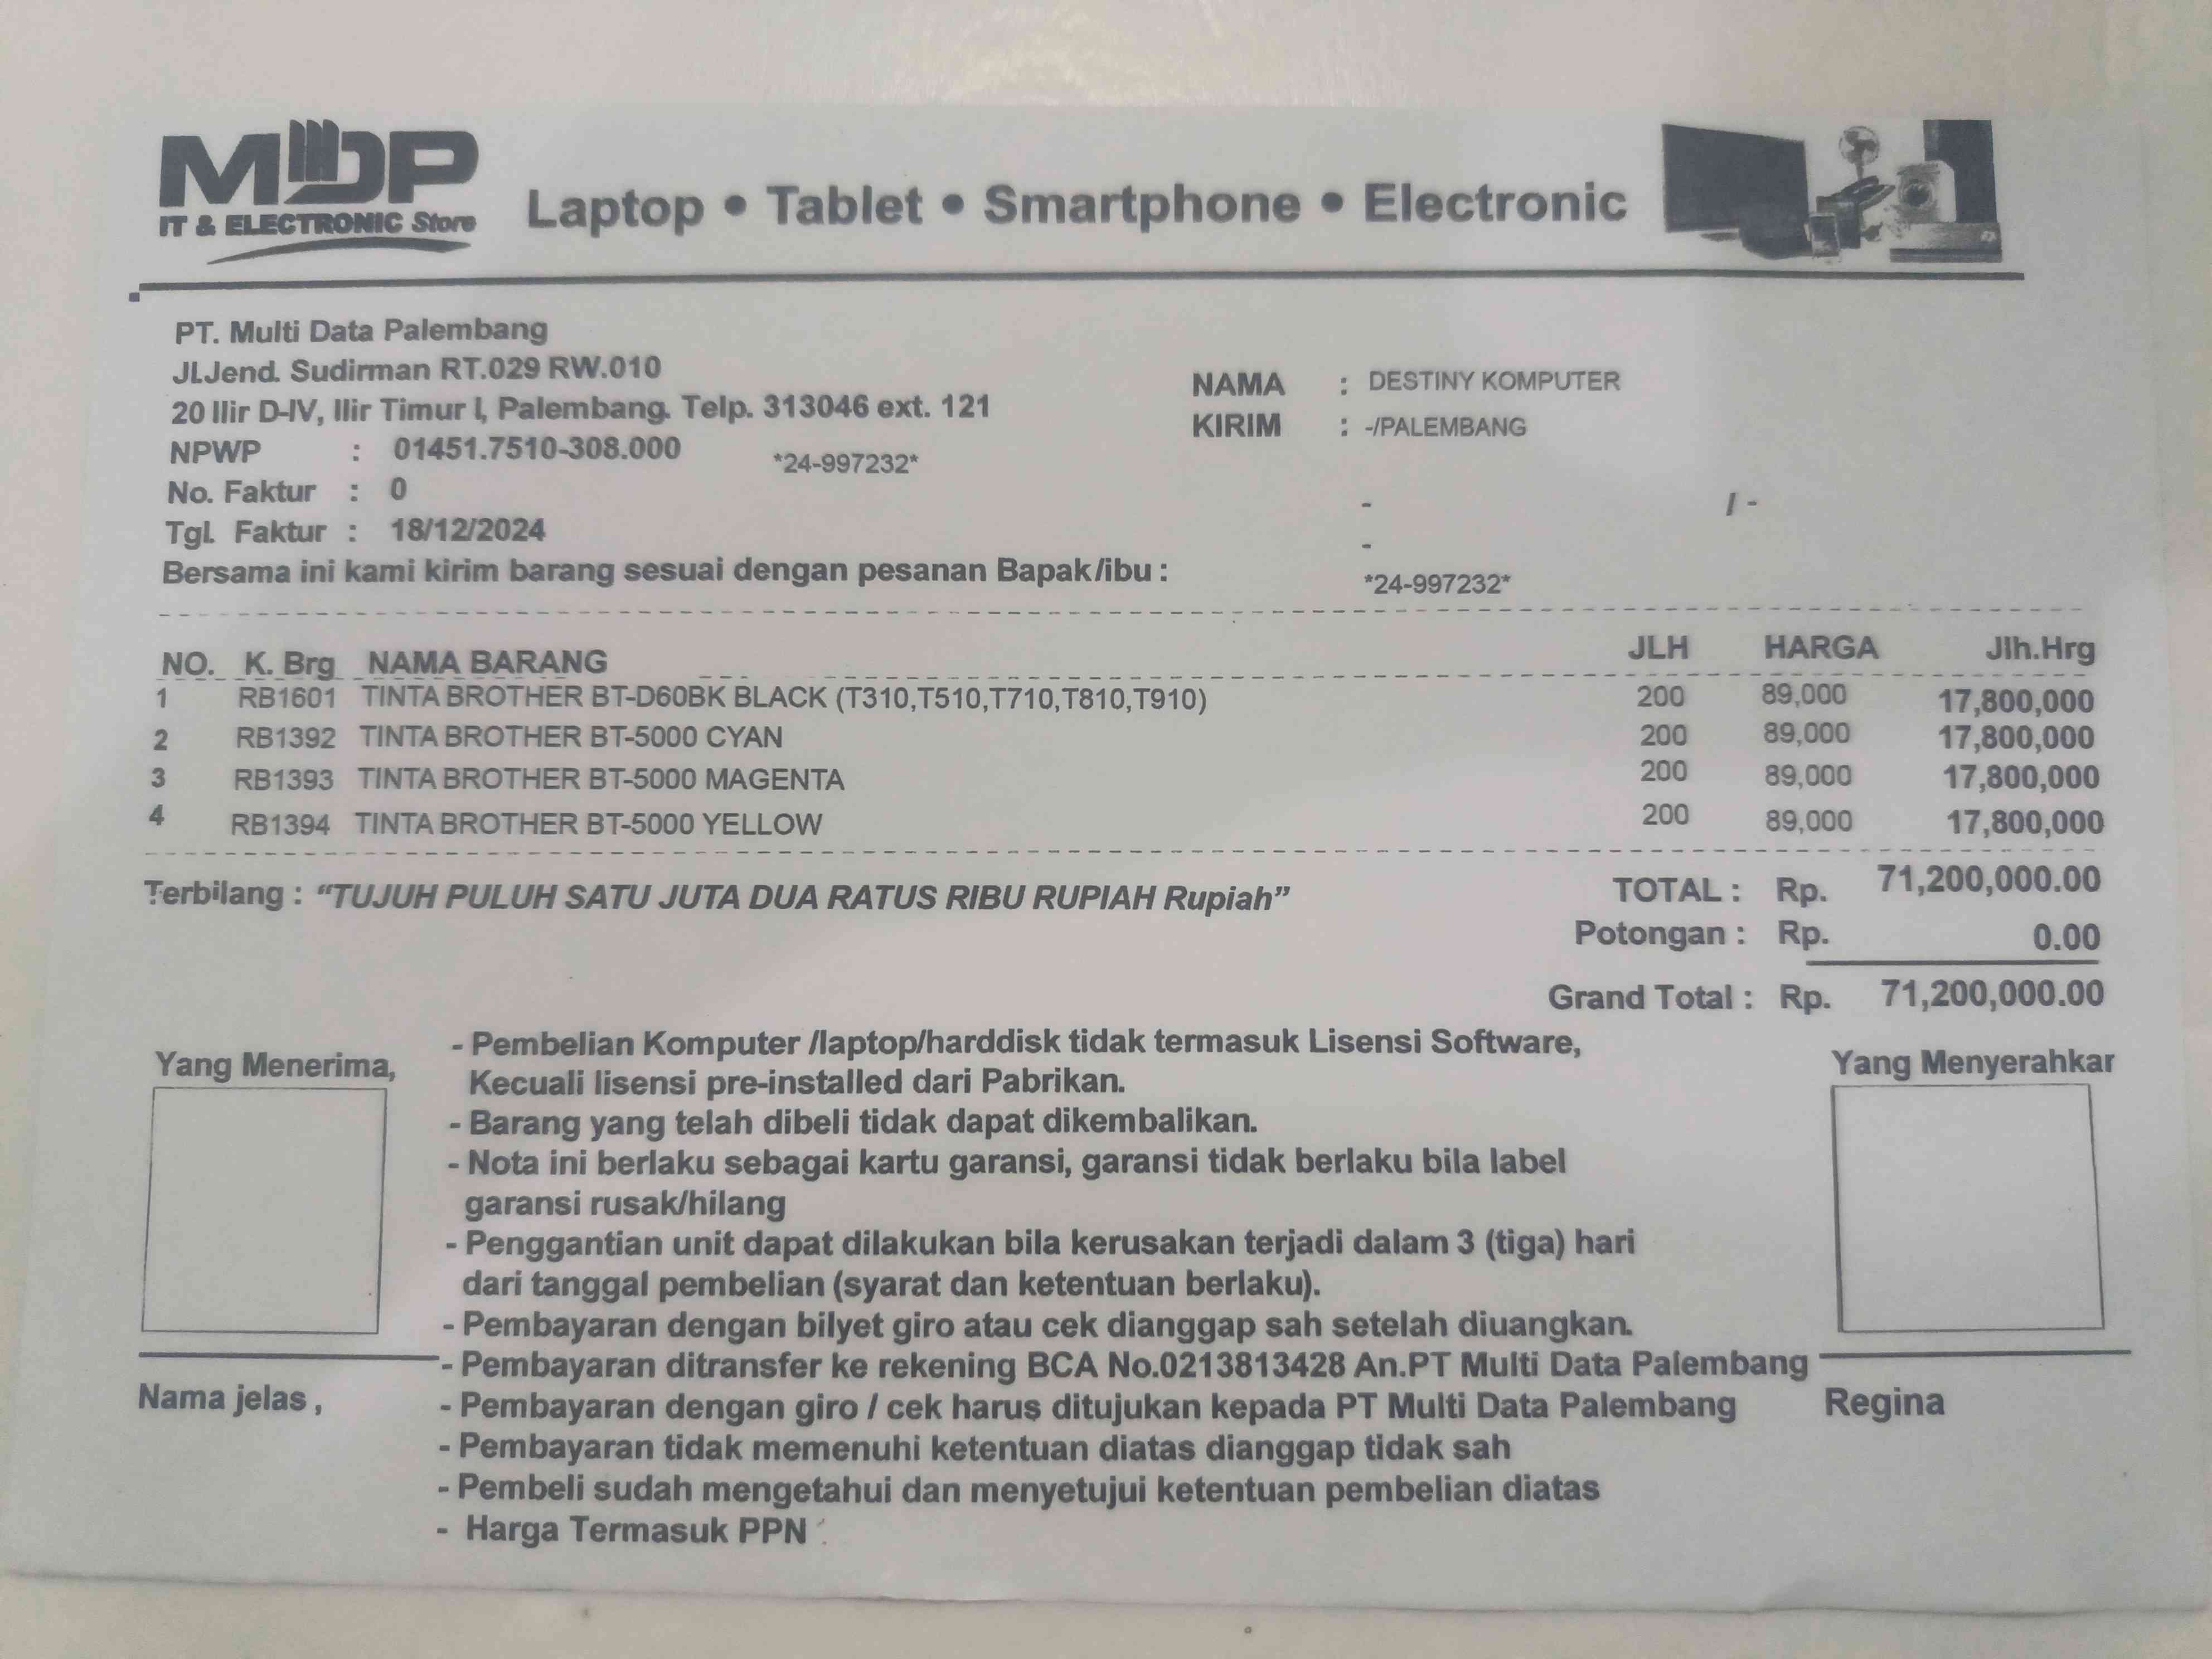 MDP
IT & ELECTRONIC Store
Laptop • Tablet • Smartphone • Electronic
PT. Multi Data Palembang
Jl.Jend. Sudirman RT.029 RW.010
20 Ilir D-IV, Ilir Timur I, Palembang. Telp. 313046 ext. 121
NPWP : 01451.7510-308.000 *24-997232*
No. Faktur : 0
Tgl. Faktur : 18/12/2024
NAMA : DESTINY KOMPUTER
KIRIM : -/PALEMBANG
- / -
-
Bersama ini kami kirim barang sesuai dengan pesanan Bapak/ibu :
*24-997232*
NO. K. Brg NAMA BARANG JLH HARGA Jlh.Hrg
1 RB1601 TINTA BROTHER BT-D60BK BLACK (T310,T510,T710,T810,T910) 200 89,000 17,800,000
2 RB1392 TINTA BROTHER BT-5000 CYAN 200 89,000 17,800,000
3 RB1393 TINTA BROTHER BT-5000 MAGENTA 200 89,000 17,800,000
4 RB1394 TINTA BROTHER BT-5000 YELLOW 200 89,000 17,800,000
Terbilang : “TUJUH PULUH SATU JUTA DUA RATUS RIBU RUPIAH Rupiah”
TOTAL : Rp. 71,200,000.00
Potongan : Rp. 0.00
Grand Total : Rp. 71,200,000.00
Yang Menerima,
- Pembelian Komputer /laptop/harddisk tidak termasuk Lisensi Software,
Kecuali lisensi pre-installed dari Pabrikan.
- Barang yang telah dibeli tidak dapat dikembalikan.
- Nota ini berlaku sebagai kartu garansi, garansi tidak berlaku bila label
garansi rusak/hilang
- Penggantian unit dapat dilakukan bila kerusakan terjadi dalam 3 (tiga) hari
dari tanggal pembelian (syarat dan ketentuan berlaku).
- Pembayaran dengan bilyet giro atau cek dianggap sah setelah diuangkan.
- Pembayaran ditransfer ke rekening BCA No.0213813428 An.PT Multi Data Palembang
- Pembayaran dengan giro / cek harus ditujukan kepada PT Multi Data Palembang
- Pembayaran tidak memenuhi ketentuan diatas dianggap tidak sah
- Pembeli sudah mengetahui dan menyetujui ketentuan pembelian diatas
- Harga Termasuk PPN
Nama jelas ,
Yang Menyerahkar
Regina